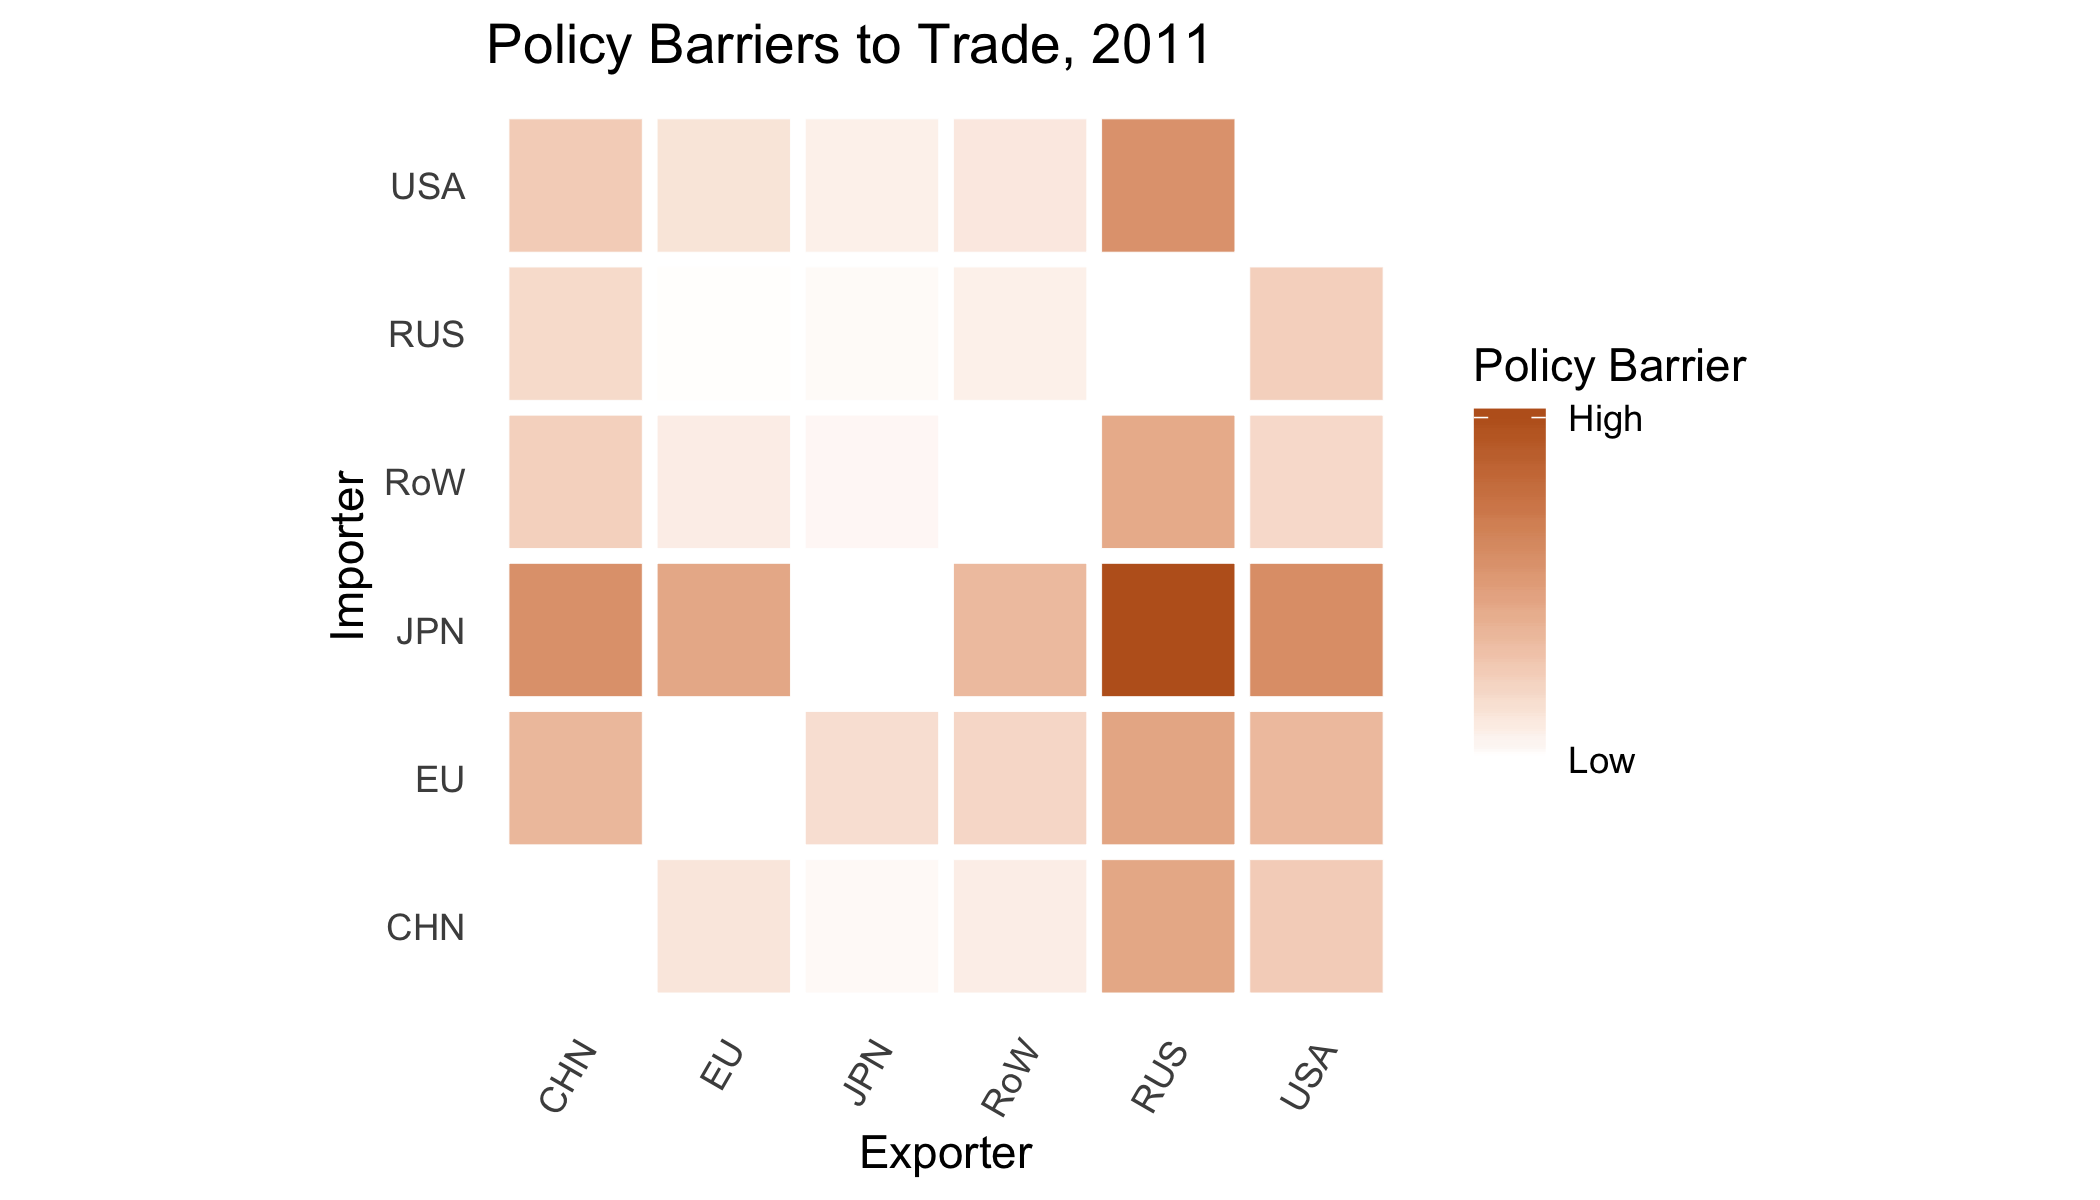 Policy Barriers to Trade, 2011
Importer
USA
RUS
RoW
JPN
EU
CHN
CHN
EU
JPN
RoW
RUS
USA
Exporter
Policy Barrier
High
Low